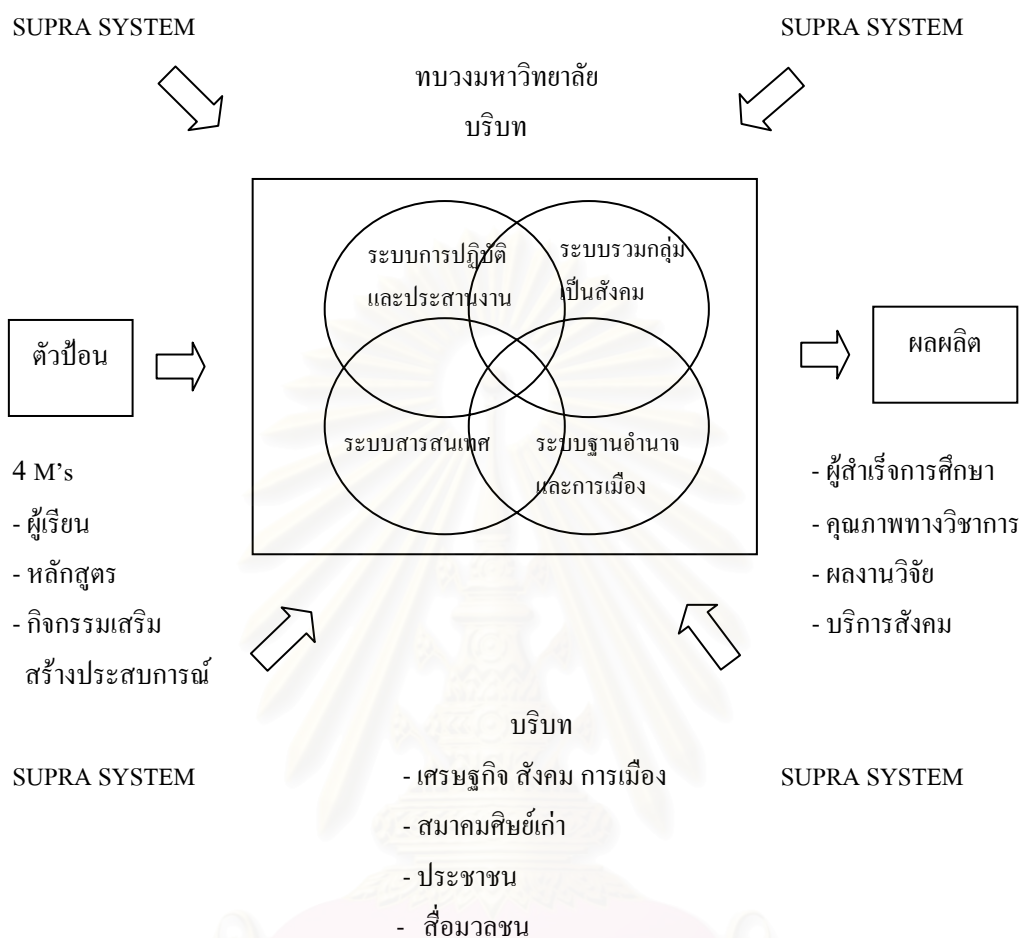 SUPRA SYSTEM
SUPRA SYSTEM
ทบวงมหาวิทยาลัย
บริบท
ระบบการปฏิบัติ
และประสานงาน
ระบบรวมกลุ่ม
เป็นสังคม
ตัวป้อน
ผลผลิต
ระบบสารสนเทศ
ระบบฐานอำนาจ
และการเมือง
4 M’s
- ผู้เรียน
- หลักสูตร
- กิจกรรมเสริม
สร้างประสบการณ์
- ผู้สำเร็จการศึกษา
- คุณภาพทางวิชาการ
- ผลงานวิจัย
- บริการสังคม
บริบท
SUPRA SYSTEM
- เศรษฐกิจ สังคม การเมือง
SUPRA SYSTEM
- สมาคมศิษย์เก่า
- ประชาชน
- สื่อมวลชน